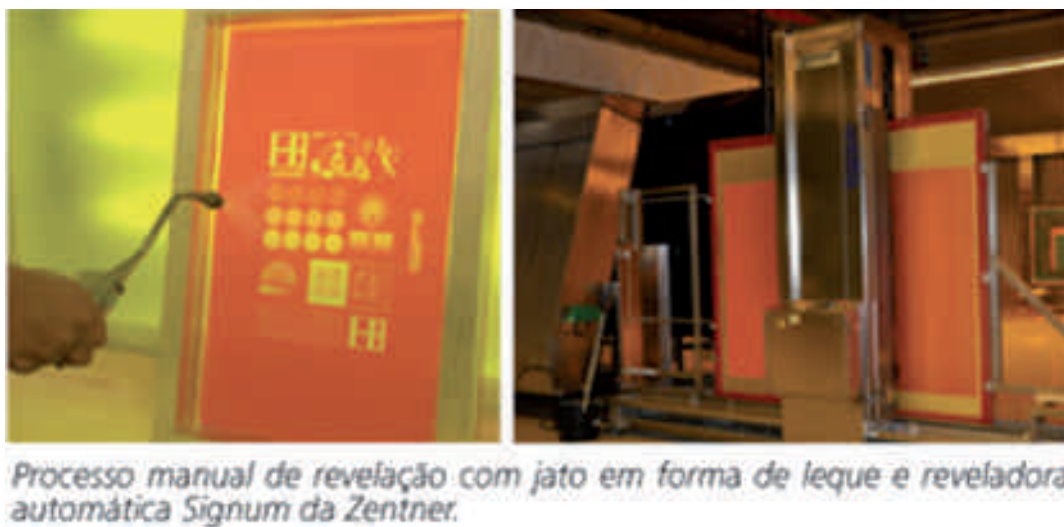 Processo manual de revelação com jato em forma de leque e reveladora
automática Signum da Zentner.